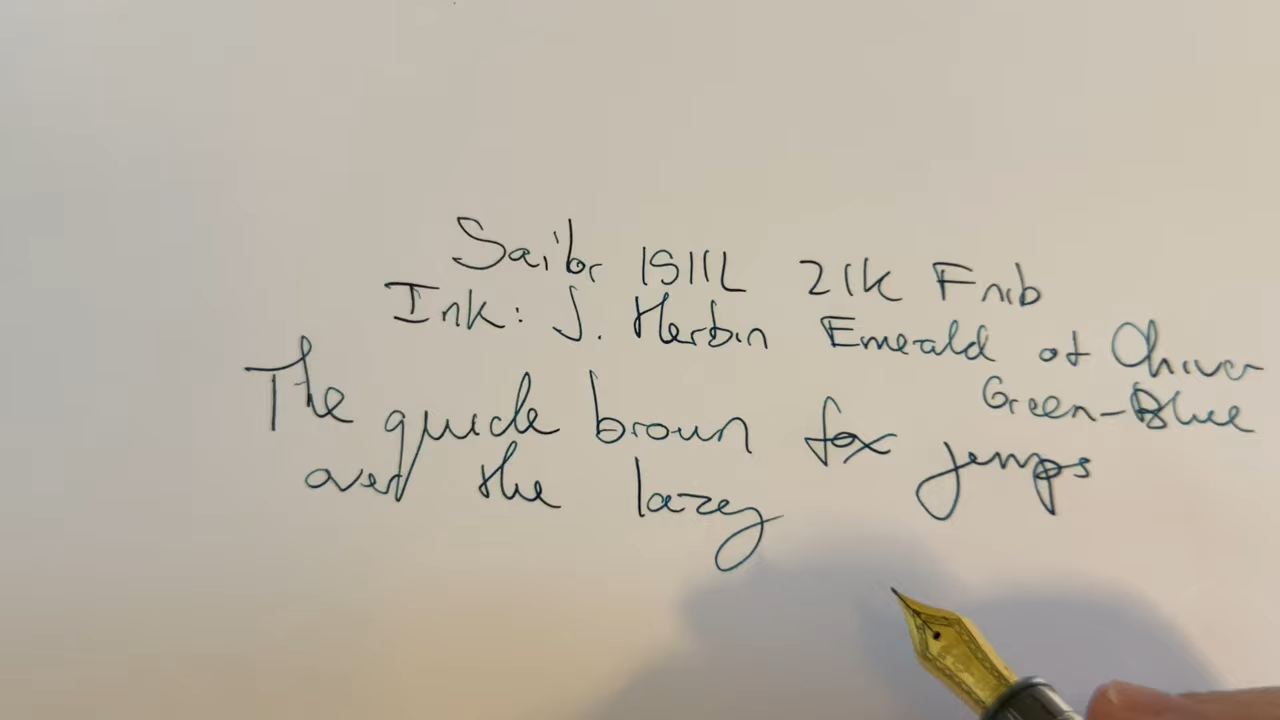 Sailor 1911L 21K F nib
Ink: J. Herbin Emerald of Chivor
Green-Blue
The quick brown fox jumps
over the lazy